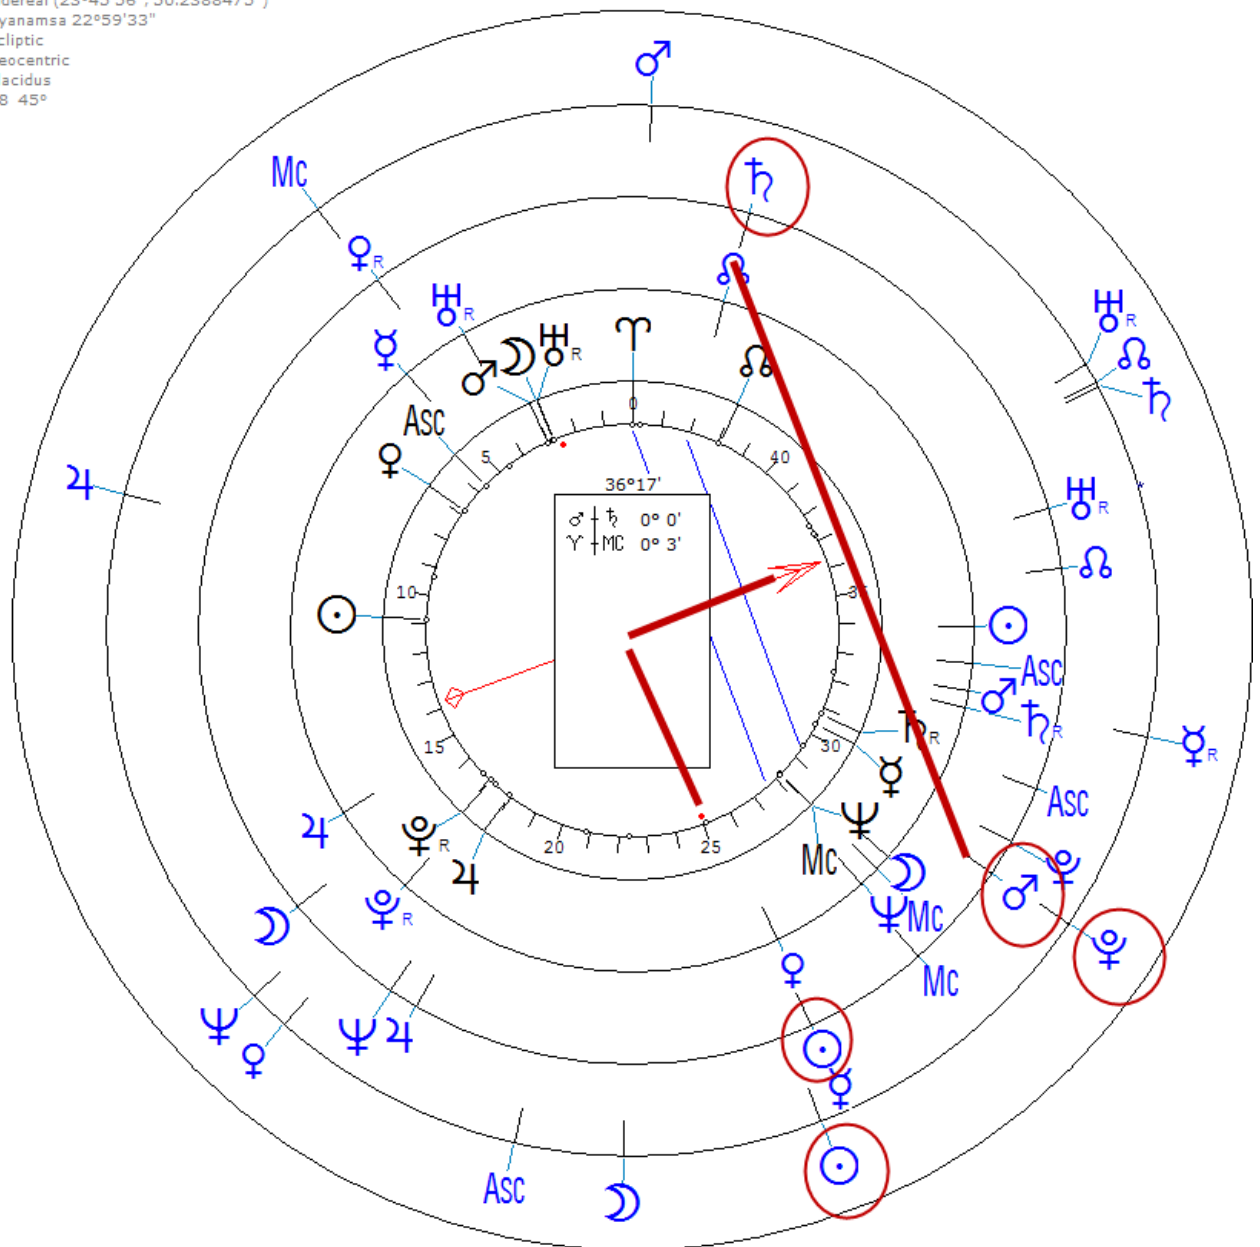 yanamsa 22°59'33"
cliptic
eocentric
acidus
8 45°
♂
Mc
♄
♀R
☊
♅R
♅R
☿
♂☽♅R
♈
☊
☊
♄
Asc
0
♀
5
40
♃
36°17'
♂ ♄ 0° 0'
♈ MC 0° 3'
♅R
☊
10
35
☉
☉
Asc
♂
♄R
15
30
♄R
☿R
☿
Asc
♃
♇R
♆
20
25
Mc
♃
☽
♇
♂
♇R
♆Mc
☽
♇
♀
Mc
♆
♆♃
☉
♀
☿
☉
Asc
☽